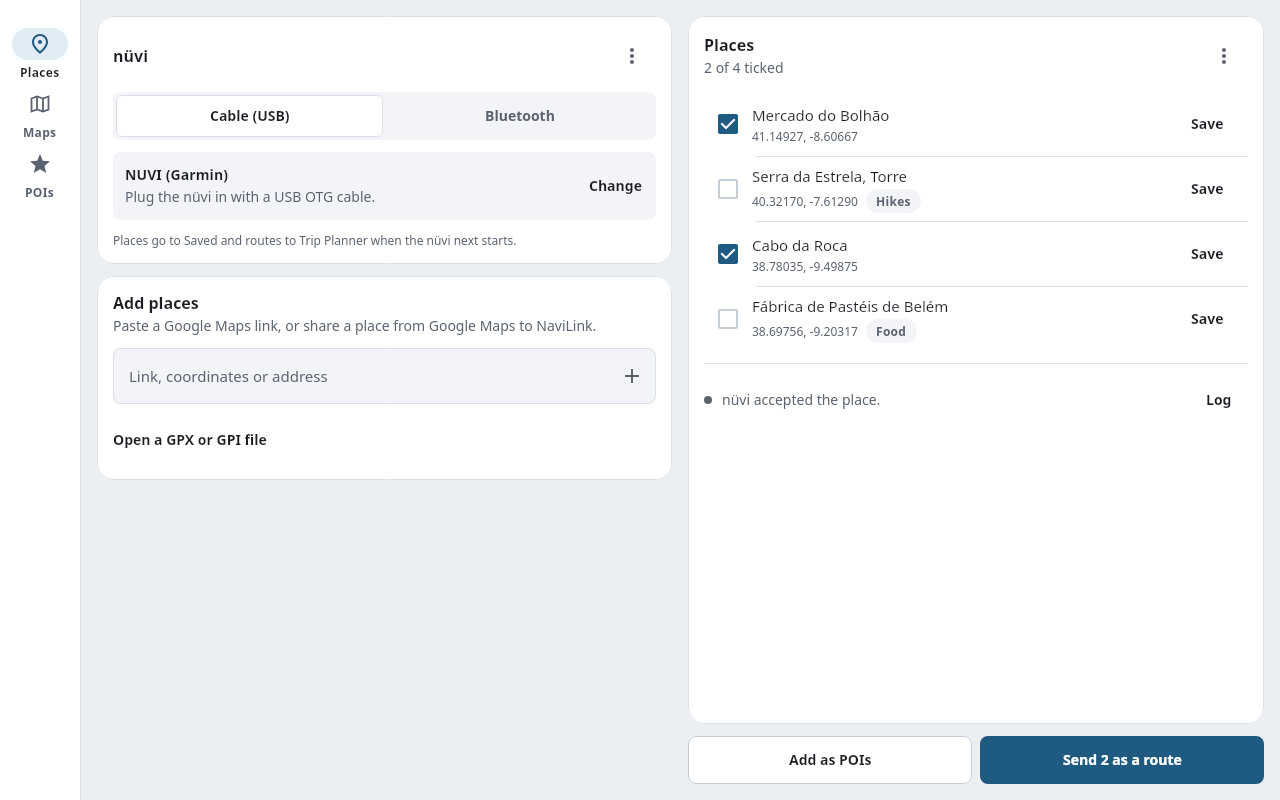 Places
Maps
POIs
nüvi
Cable (USB)
Bluetooth
NUVI (Garmin)
Plug the nüvi in with a USB OTG cable.
Change
Places go to Saved and routes to Trip Planner when the nüvi next starts.
Add places
Paste a Google Maps link, or share a place from Google Maps to NaviLink.
Link, coordinates or address
Open a GPX or GPI file
Places
2 of 4 ticked
Mercado do Bolhão
41.14927, -8.60667
Save
Serra da Estrela, Torre
40.32170, -7.61290 Hikes
Save
Cabo da Roca
38.78035, -9.49875
Save
Fábrica de Pastéis de Belém
38.69756, -9.20317 Food
Save
nüvi accepted the place.
Log
Add as POIs
Send 2 as a route